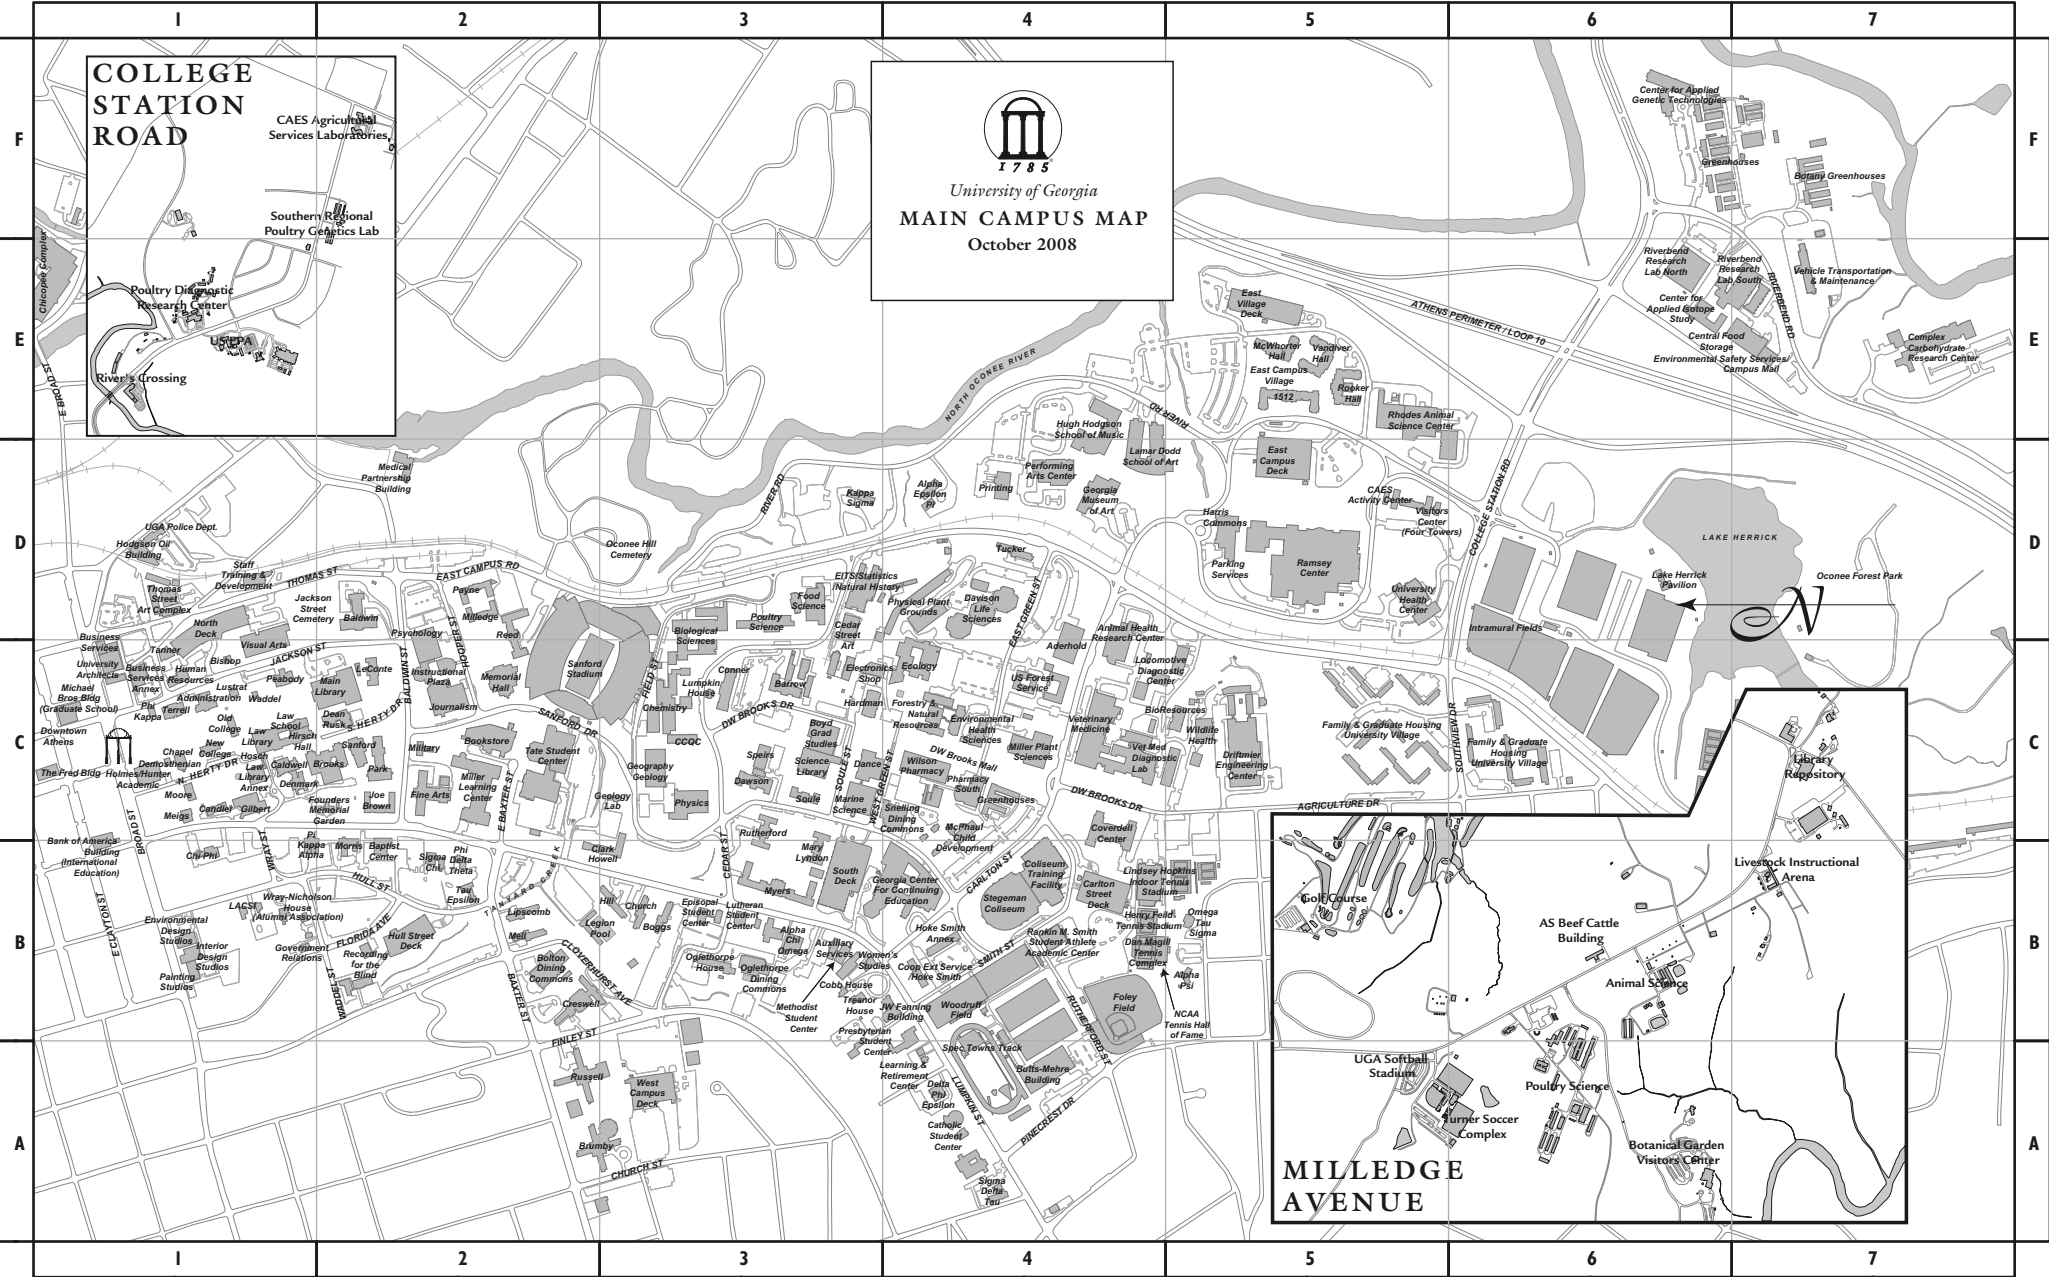 1 2 3 4 5 6 7
F
E
D
C
B
A
COLLEGE
STATION
ROAD
CAES Agricultural
Services Laboratories
Southern Regional
Poultry Genetics Lab
Poultry Diagnostic
Research Center
US EPA
River's Crossing
1785
University of Georgia
MAIN CAMPUS MAP
October 2008
Center for Applied
Genetic Technologies
Greenhouses
Botany Greenhouses
Chicopee Complex
E BROAD ST
Riverbend
Research
Lab North
Riverbend
Research
Lab South
RIVERBEND RD
Vehicle Transportation
& Maintenance
Center for
Applied Isotope
Study
Central Food
Storage
Environmental Safety Services/
Campus Mail
Complex
Carbohydrate
Research Center
ATHENS PERIMETER / LOOP 10
East
Village
Deck
McWhorter
Hall
Vandiver
Hall
East Campus
Village
1512
Rooker
Hall
Rhodes Animal
Science Center
NORTH OCONEE RIVER
RIVER RD
Hugh Hodgson
School of Music
Lamar Dodd
School of Art
Performing
Arts Center
Printing
Georgia
Museum
of Art
East
Campus
Deck
CAES
Activity Center
Visitors
Center
(Four Towers)
COLLEGE STATION RD
Harris
Commons
Parking
Services
Ramsey
Center
University
Health
Center
LAKE HERRICK
Lake Herrick
Pavilion
Oconee Forest Park
N
Intramural Fields
Medical
Partnership
Building
UGA Police Dept.
Hodgson Oil
Building
Staff
Training &
Development
THOMAS ST
Thomas
Street
Art Complex
Jackson
Street
Cemetery
Baldwin
North
Deck
Visual Arts
EAST CAMPUS RD
Payne
Milledge
Reed
Psychology
HOOPER ST
Oconee Hill
Cemetery
RIVER RD
Kappa
Sigma
Alpha
Epsilon
Pi
Tucker
EITS/Statistics
/Natural History
Food
Science
Poultry
Science
Biological
Sciences
Cedar
Street
Art
Physical Plant
Grounds
Davison
Life
Sciences
EAST GREEN ST
Animal Health
Research Center
Aderhold
Business
Services
University
Architects
Tanner
Business
Services
Annex
Human
Resources
Bishop
JACKSON ST
Peabody
LeConte
Main
Library
BALDWIN ST
Instructional
Plaza
Memorial
Hall
Sanford
Stadium
FIELD ST
Lumpkin
House
Conner
Barrow
Electronics
Shop
Ecology
US Forest
Service
Locomotive
Diagnostic
Center
Michael
Bros Bldg
(Graduate School)
Phi
Kappa
Terrell
Administration
Lustrat
Waddel
Old
College
Law
School
Law
Library
Hirsch
Hall
Dean
Rusk
S. HERTY DR
Journalism
SANFORD DR
Chemistry
DW BROOKS DR
Hardman
Forestry &
Natural
Resources
Environmental
Health
Sciences
Veterinary
Medicine
BioResources
Wildlife
Health
Downtown
Athens
The Fred Bldg
Holmes/Hunter
Academic
Chapel
Demosthenian
New
College
N. HERTY DR
Hosch
Law
Library
Annex
Caldwell
Brooks
Sanford
Park
Military
Bookstore
Tate Student
Center
CCQC
Boyd
Grad
Studies
Geography
Geology
Speirs
Science
Library
SOULE ST
Dance
WEST GREEN ST
DW Brooks Mall
Wilson
Pharmacy
Pharmacy
South
Miller Plant
Sciences
Vet Med
Diagnostic
Lab
Driftmier
Engineering
Center
Family & Graduate Housing
University Village
SOUTHVIEW DR
Family & Graduate
Housing
University Village
Moore
Meigs
Candler
Gilbert
Denmark
Founders
Memorial
Garden
Joe
Brown
Fine Arts
Miller
Learning
Center
E BAXTER ST
Geology
Lab
Physics
Dawson
Soule
Marine
Science
Snelling
Dining
Commons
Greenhouses
DW BROOKS DR
AGRICULTURE DR
Coverdell
Center
McPhaul
Child
Development
Bank of America
Building
(International
Education)
BROAD ST
Chi Phi
WRAY ST
Pi
Kappa
Alpha
Morris
Baptist
Center
Sigma
Chi
Phi
Delta
Theta
Tau
Epsilon
HULL ST
TANYARD CREEK
Clark
Howell
CEDAR ST
Rutherford
Mary
Lyndon
Myers
South
Deck
Georgia Center
For Continuing
Education
CARLTON ST
Stegeman
Coliseum
Coliseum
Training
Facility
Carlton
Street
Deck
Lindsey Hopkins
Indoor Tennis
Stadium
Henry Feild
Tennis Stadium
Dan Magill
Tennis
Complex
Omega
Tau
Sigma
Alpha
Psi
NCAA
Tennis Hall
of Fame
E CLAYTON ST
Environmental
Design
Studios
Interior
Design
Studios
Painting
Studios
LACSI
Wray-Nicholson
House
(Alumni Association)
Government
Relations
FLORIDA AVE
Hull Street
Deck
Recording
for the
Blind
WADDELL ST
Lipscomb
Mell
Bolton
Dining
Commons
CLOVERHURST AVE
BAXTER ST
Creswell
FINLEY ST
Hill
Legion
Pool
Church
Boggs
Episcopal
Student
Center
Lutheran
Student
Center
Alpha
Chi
Omega
Oglethorpe
House
Oglethorpe
Dining
Commons
Auxiliary
Services
Women's
Studies
Cobb House
Methodist
Student
Center
Treanor
House
Presbyterian
Student
Center
Hoke Smith
Annex
Coop Ext Service
/Hoke Smith
SMITH ST
JW Fanning
Building
Woodruff
Field
Rankin M. Smith
Student Athlete
Academic Center
Foley
Field
RUTHERFORD ST
Spec Towns Track
Butts-Mehre
Building
Learning &
Retirement
Center
Delta
Phi
Epsilon
LUMPKIN ST
PINECREST DR
Catholic
Student
Center
Sigma
Delta
Tau
Russell
West
Campus
Deck
Brumby
CHURCH ST
Library
Repository
Livestock Instructional
Arena
Golf Course
AS Beef Cattle
Building
Animal Science
UGA Softball
Stadium
Turner Soccer
Complex
Poultry Science
Botanical Garden
Visitors Center
MILLEDGE
AVENUE
F
E
D
C
B
A
1 2 3 4 5 6 7